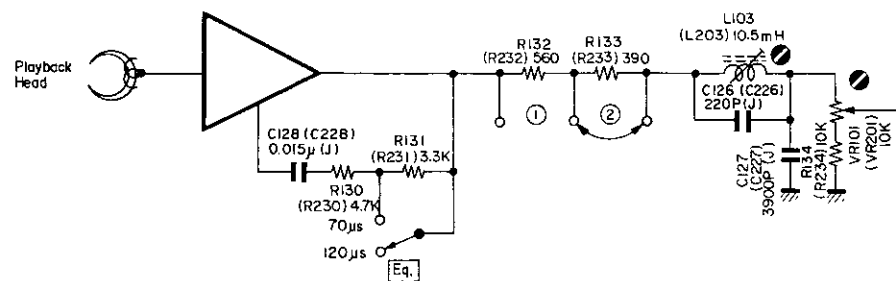 Playback
Head
C128 (C228)
0.015μ (J)
R130
(R230) 4.7K
R131
(R231) 3.3K
70μs
120μs
Eq.
R132
(R232) 560
①
R133
(R233) 390
②
L103
(L203) 10.5mH
C126 (C226)
220P (J)
C127
(C227)
3900P (J)
R134
(R234) 10K
VR101
(VR201)
10K